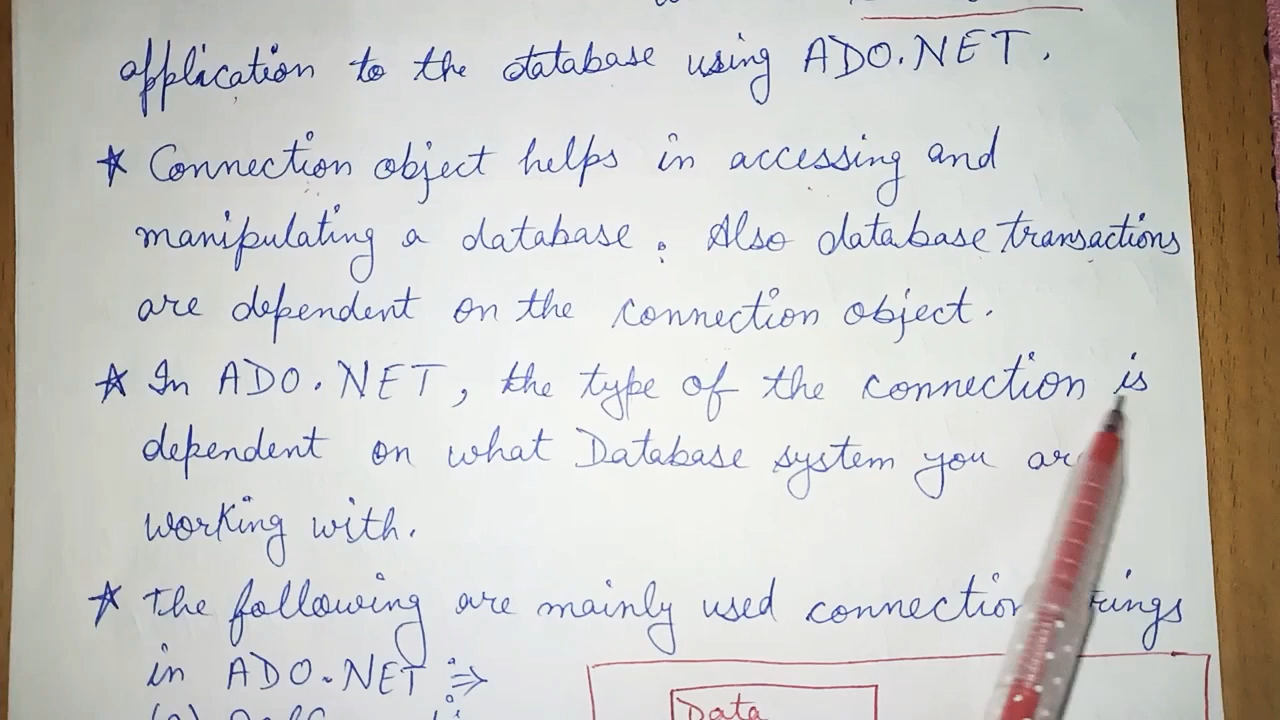 application to the database using ADO.NET.
* Connection object helps in accessing and
manipulating a database. Also database transactions
are dependent on the connection object.
* In ADO.NET, the type of the connection is
dependent on what Database system you
working with.
* The following are mainly used connection
in ADO.NET ⇒
Data